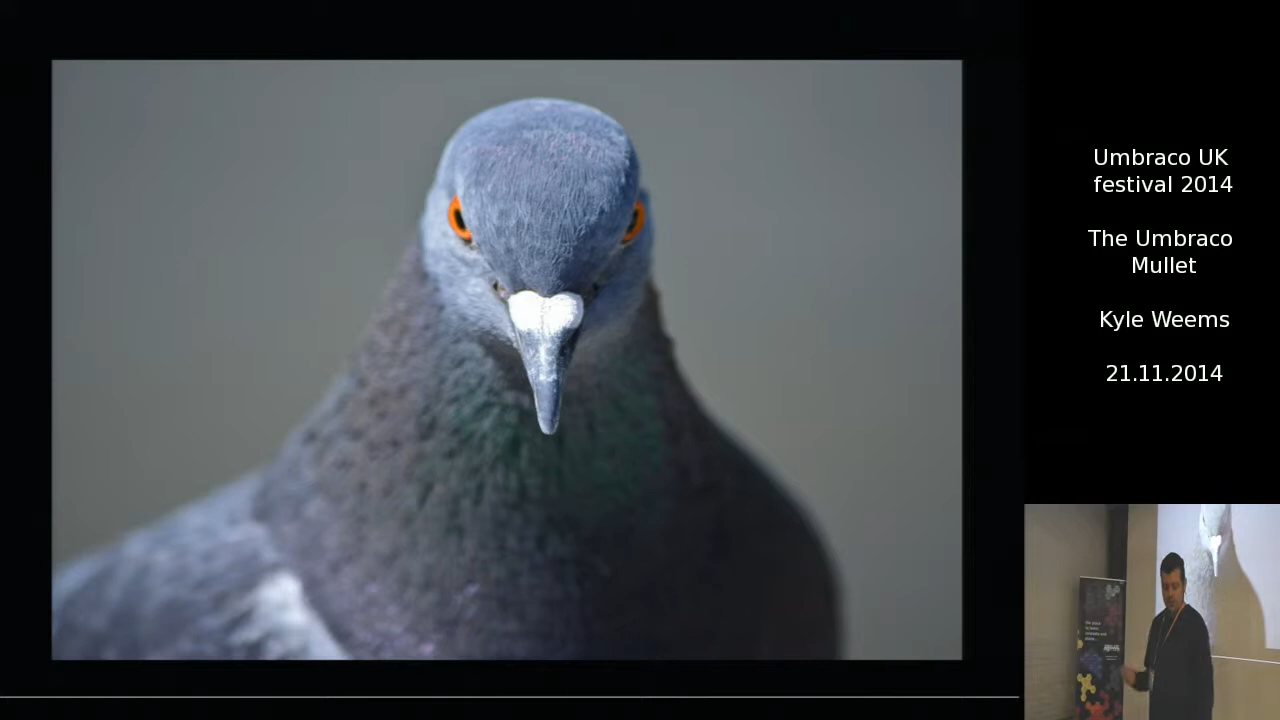 Umbraco UK
festival 2014
The Umbraco
Mullet
Kyle Weems
21.11.2014